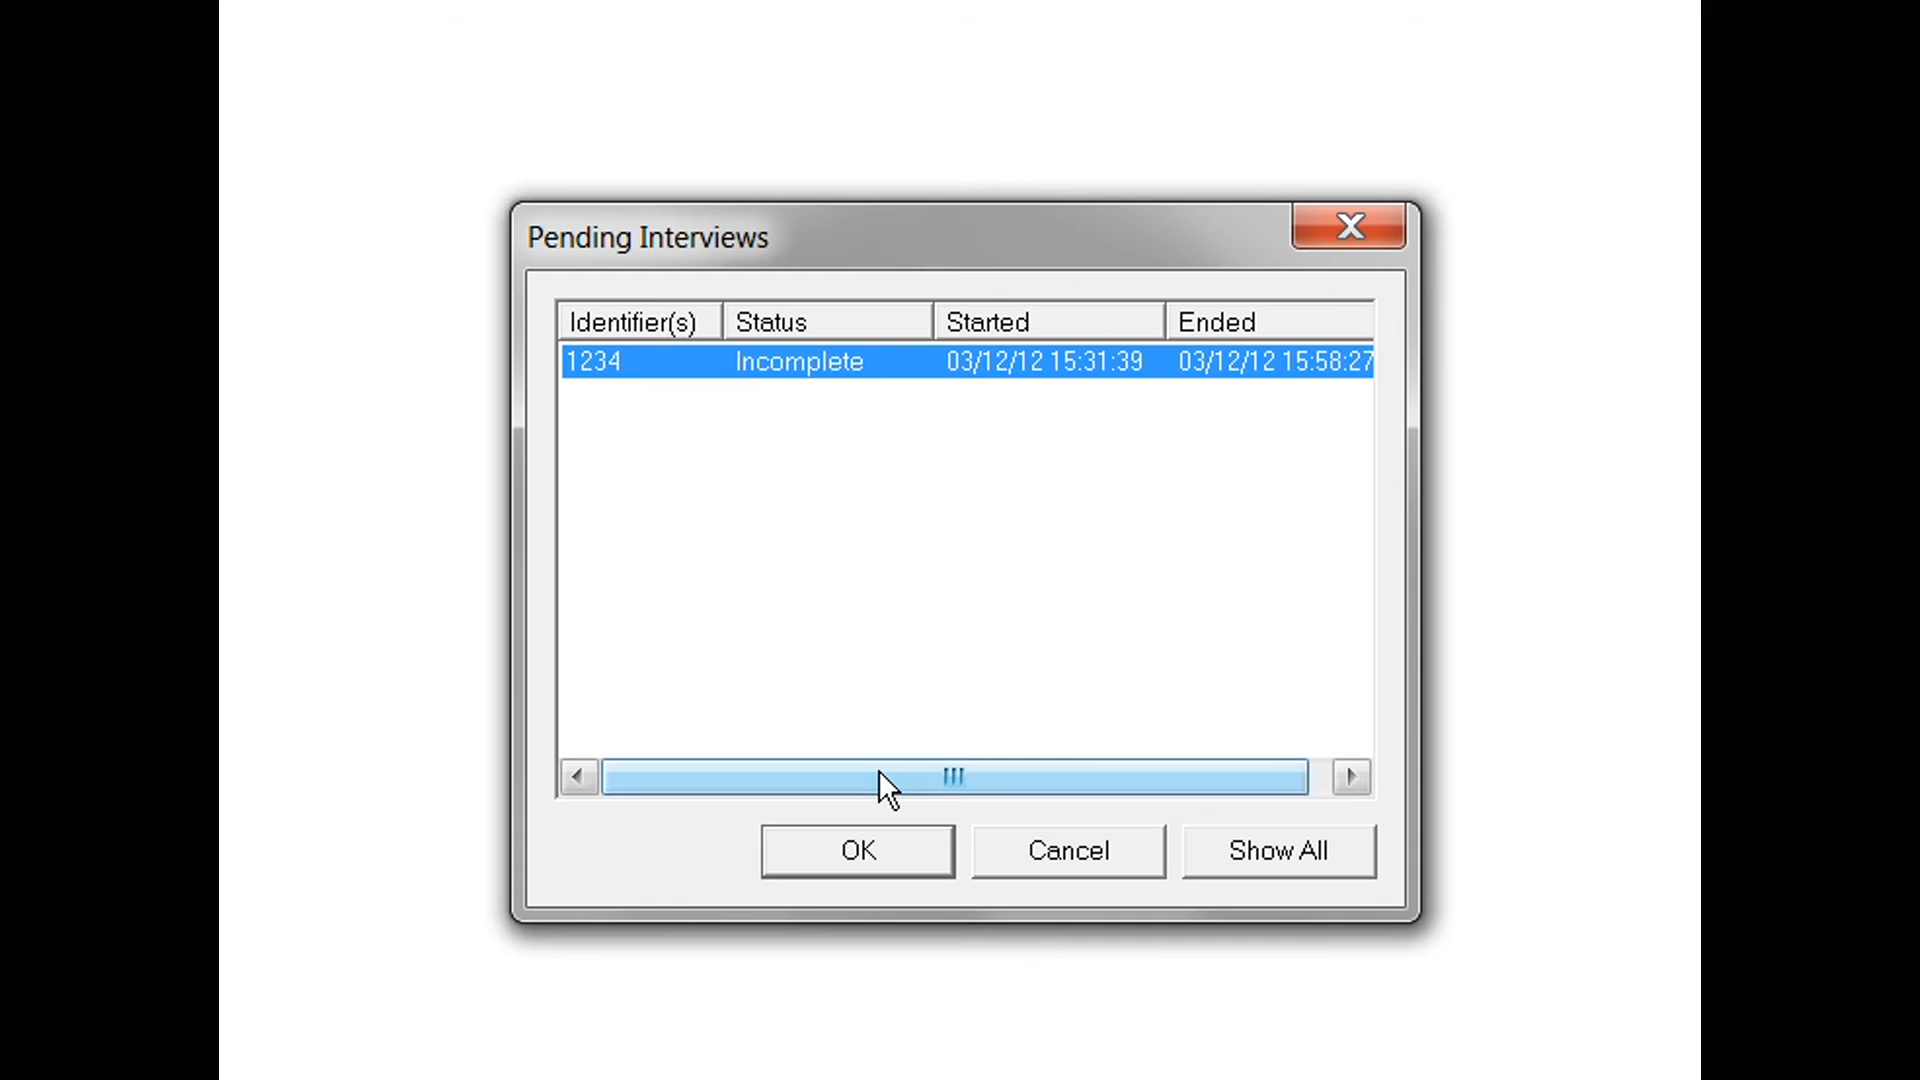 Pending Interviews
Identifier(s) Status Started Ended
1234 Incomplete 03/12/12 15:31:39 03/12/12 15:58:27
OK Cancel Show All